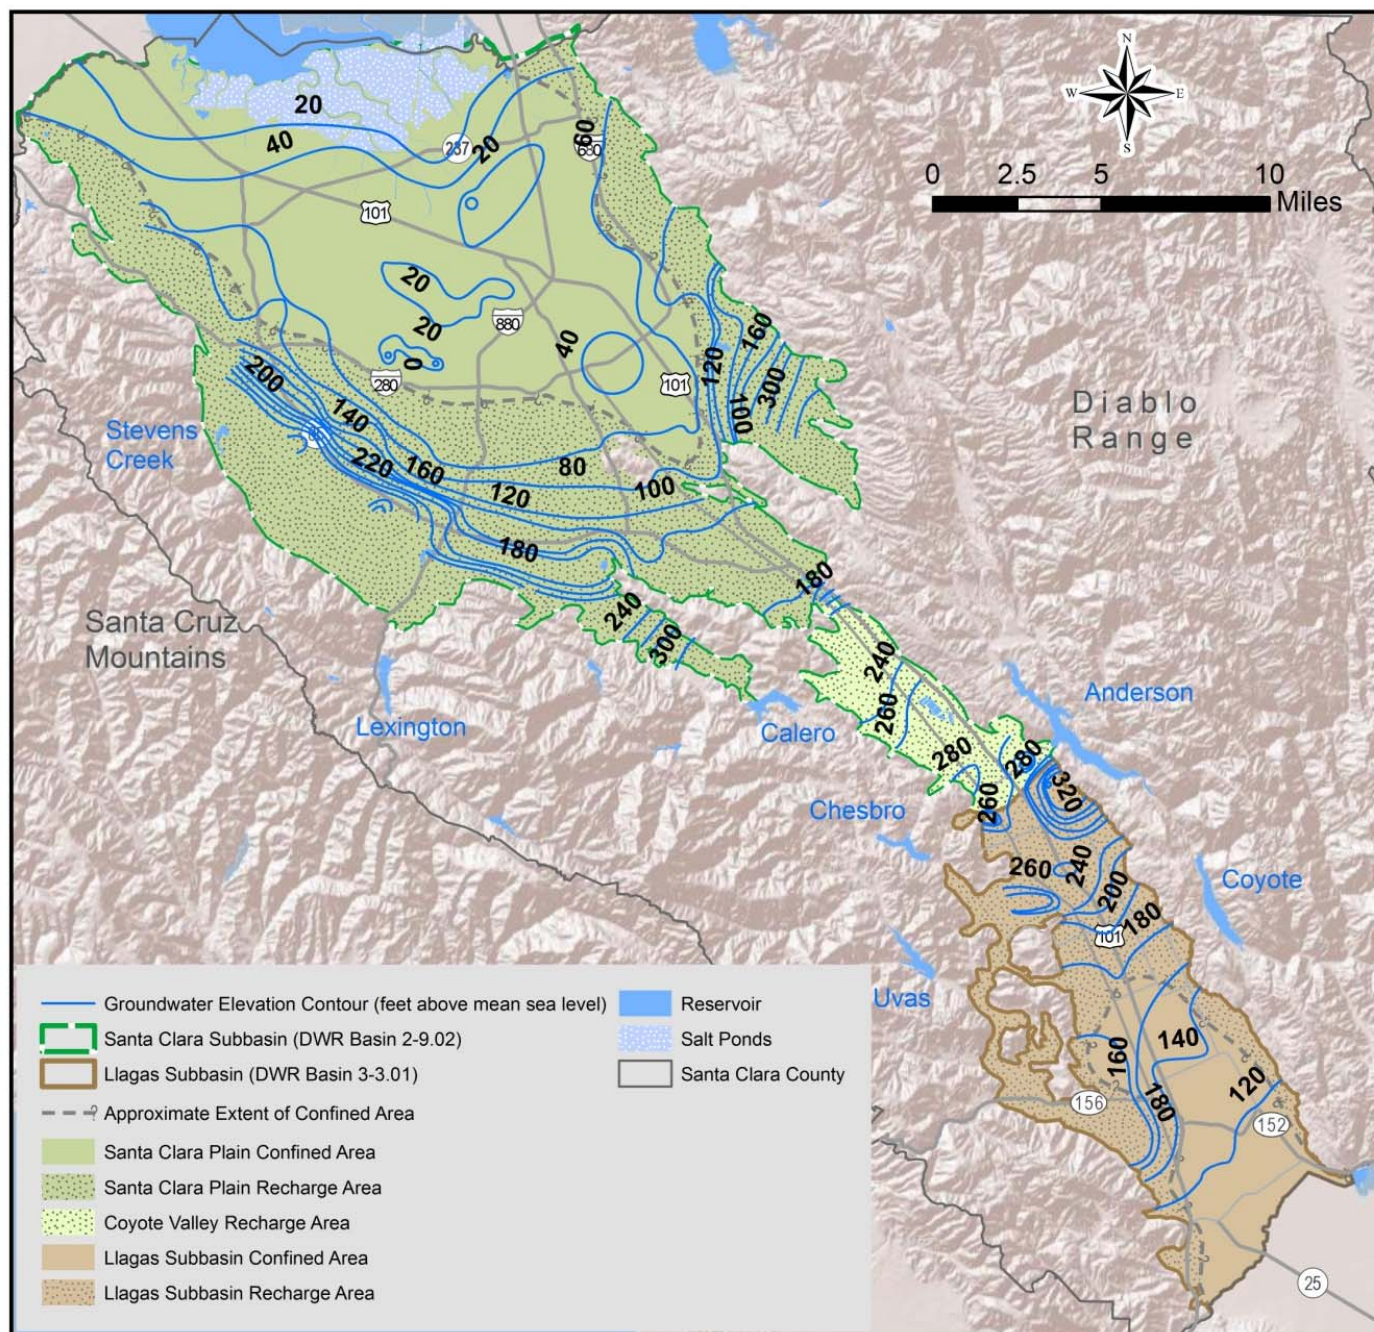 N
W E
S
0 2.5 5 10
Miles
20
40
237
20
60
680
101
20
20
880
0
280
40
101
120
160
100
300
200
140
220
160
80
120
100
180
Stevens
Creek
Diablo
Range
Santa Cruz
Mountains
Lexington
180
240
300
Calero
240
260
280
280
260
320
Anderson
Chesbro
260
240
200
180
101
Coyote
Uvas
160
140
180
120
156
152
25
Groundwater Elevation Contour (feet above mean sea level)
Santa Clara Subbasin (DWR Basin 2-9.02)
Llagas Subbasin (DWR Basin 3-3.01)
Approximate Extent of Confined Area
Santa Clara Plain Confined Area
Santa Clara Plain Recharge Area
Coyote Valley Recharge Area
Llagas Subbasin Confined Area
Llagas Subbasin Recharge Area
Reservoir
Salt Ponds
Santa Clara County